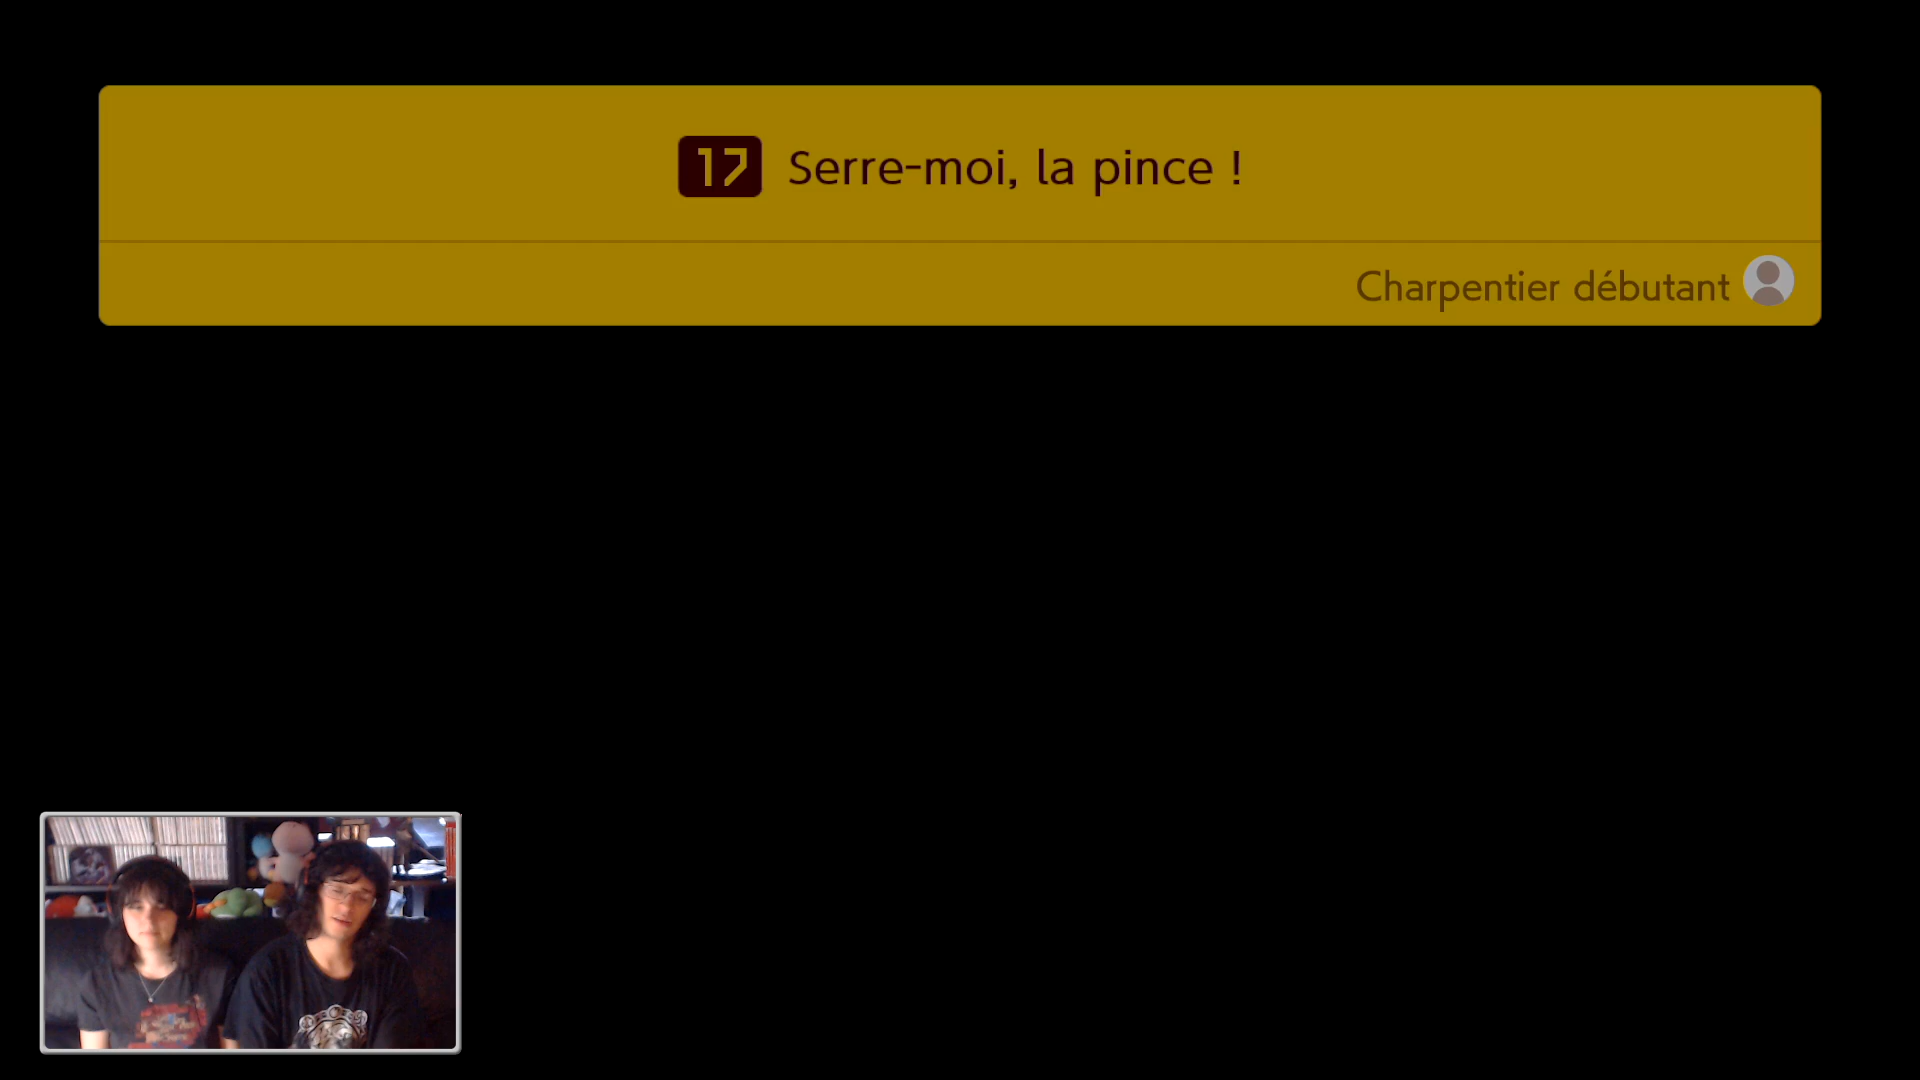 17 Serre-moi, la pince !
Charpentier débutant